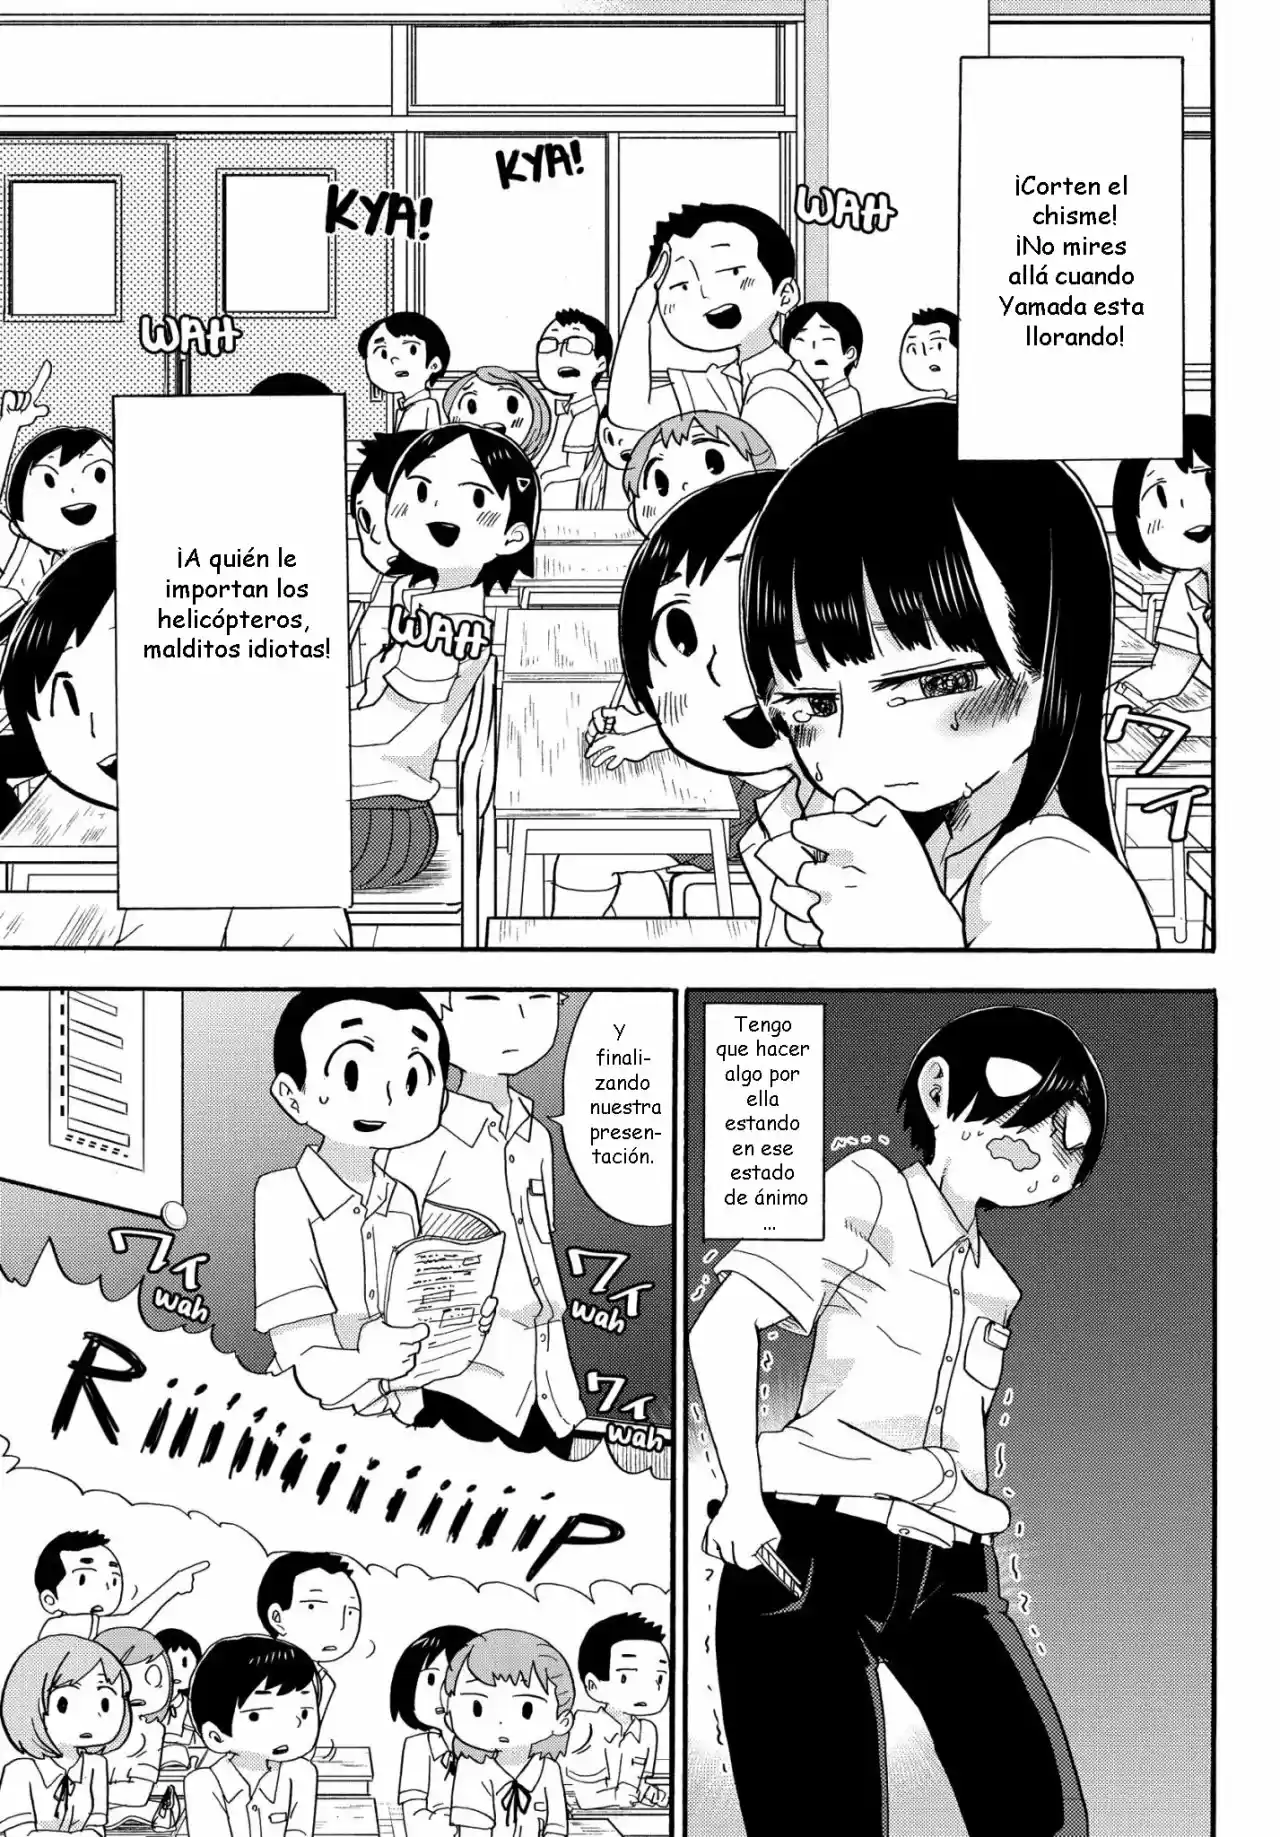 ¡Corten el
chisme!
¡No mires
allá cuando
Yamada esta
llorando!
KYA!
KYA!
WAH
WAH
WAH
ワイ
¡A quién le
importan los
helicópteros,
malditos idiotas!
Tengo
que hacer
algo por
ella
estando
en ese
estado
de ánimo
...
Y
finali-
zando
nuestra
presen-
tación.
ワイ
wah
ワイ
wah
ワイ
wah
Riiíííiiiiiiiííp